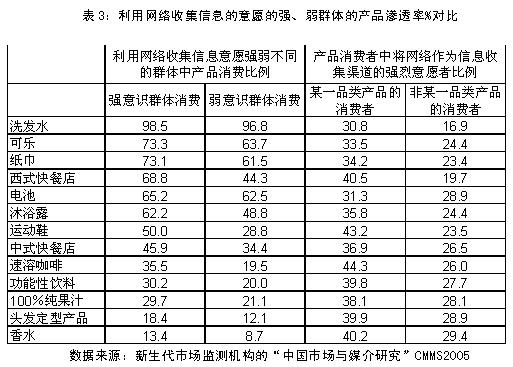 表3：利用网络收集信息的意愿的强、弱群体的产品渗透率%对比
利用网络收集信息意愿强弱不同的群体中产品消费比例 产品消费者中将网络作为信息收集渠道的强烈意愿者比例
强意识群体消费 弱意识群体消费 某一品类产品的消费者 非某一品类产品的消费者
洗发水 98.5 96.8 30.8 16.9
可乐 73.3 63.7 33.5 24.4
纸巾 73.1 61.5 34.2 23.4
西式快餐店 68.8 44.3 40.5 19.7
电池 65.2 62.5 31.3 28.9
沐浴露 62.2 48.8 35.8 24.4
运动鞋 50.0 28.8 43.2 23.5
中式快餐店 45.9 34.4 36.9 26.5
速溶咖啡 35.5 19.5 44.3 26.0
功能性饮料 30.2 20.0 39.8 27.7
100%纯果汁 29.7 21.1 38.1 28.1
头发定型产品 18.4 12.1 39.9 28.9
香水 13.4 8.7 40.2 29.4
数据来源：新生代市场监测机构的“中国市场与媒介研究”CMMS2005